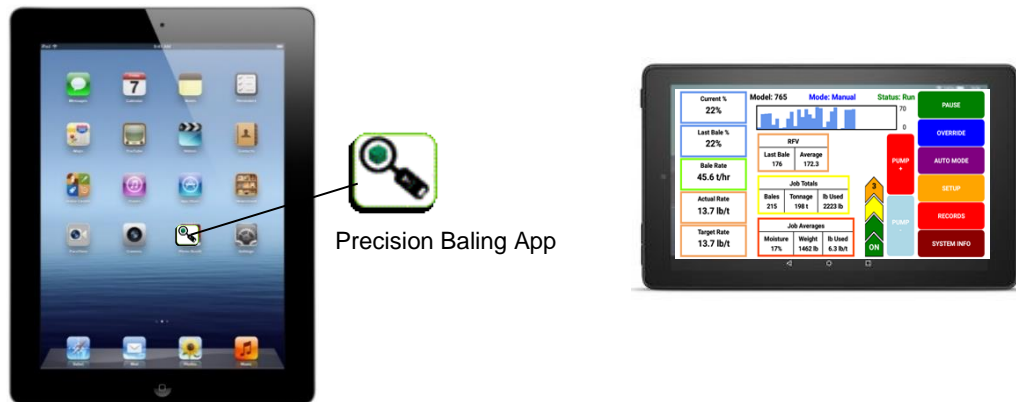 7
Precision Baling App
Current %
22%
Last Bale %
22%
Bale Rate
45.6 t/hr
Actual Rate
13.7 lb/t
Target Rate
13.7 lb/t
Model: 765 Mode: Manual Status: Run
70
0
RFV
Last Bale Average
176 172.3
Job Totals
Bales Tonnage lb Used
215 198 t 2223 lb
Job Averages
Moisture Weight lb Used
17% 1462 lb 6.3 lb/t
3
ON
PUMP
+
PUMP
-
PAUSE
OVERRIDE
AUTO MODE
SETUP
RECORDS
SYSTEM INFO